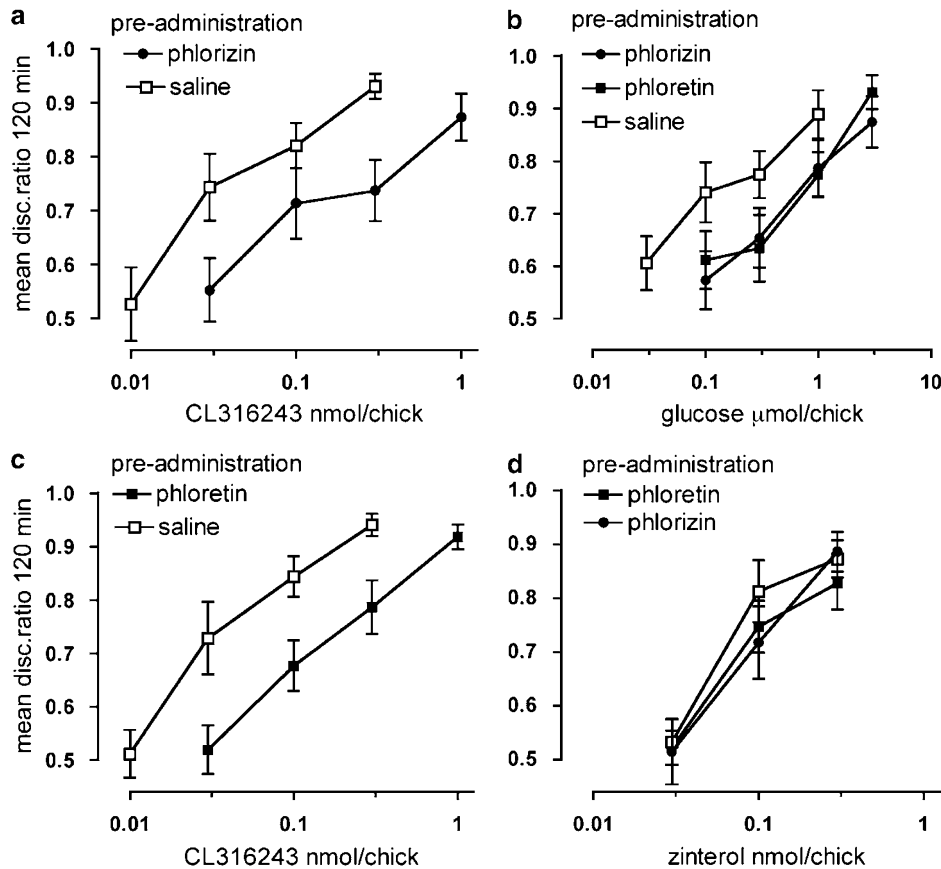 a
pre-administration
phlorizin
saline
mean disc.ratio 120 min
1.0
0.9
0.8
0.7
0.6
0.5
0.01
0.1
1
CL316243 nmol/chick
b
pre-administration
phlorizin
phloretin
saline
1.0
0.9
0.8
0.7
0.6
0.5
0.01
0.1
1
10
glucose μmol/chick
c
pre-administration
phloretin
saline
mean disc.ratio 120 min
1.0
0.9
0.8
0.7
0.6
0.5
0.01
0.1
1
CL316243 nmol/chick
d
pre-administration
phloretin
phlorizin
1.0
0.9
0.8
0.7
0.6
0.5
0.01
0.1
1
zinterol nmol/chick